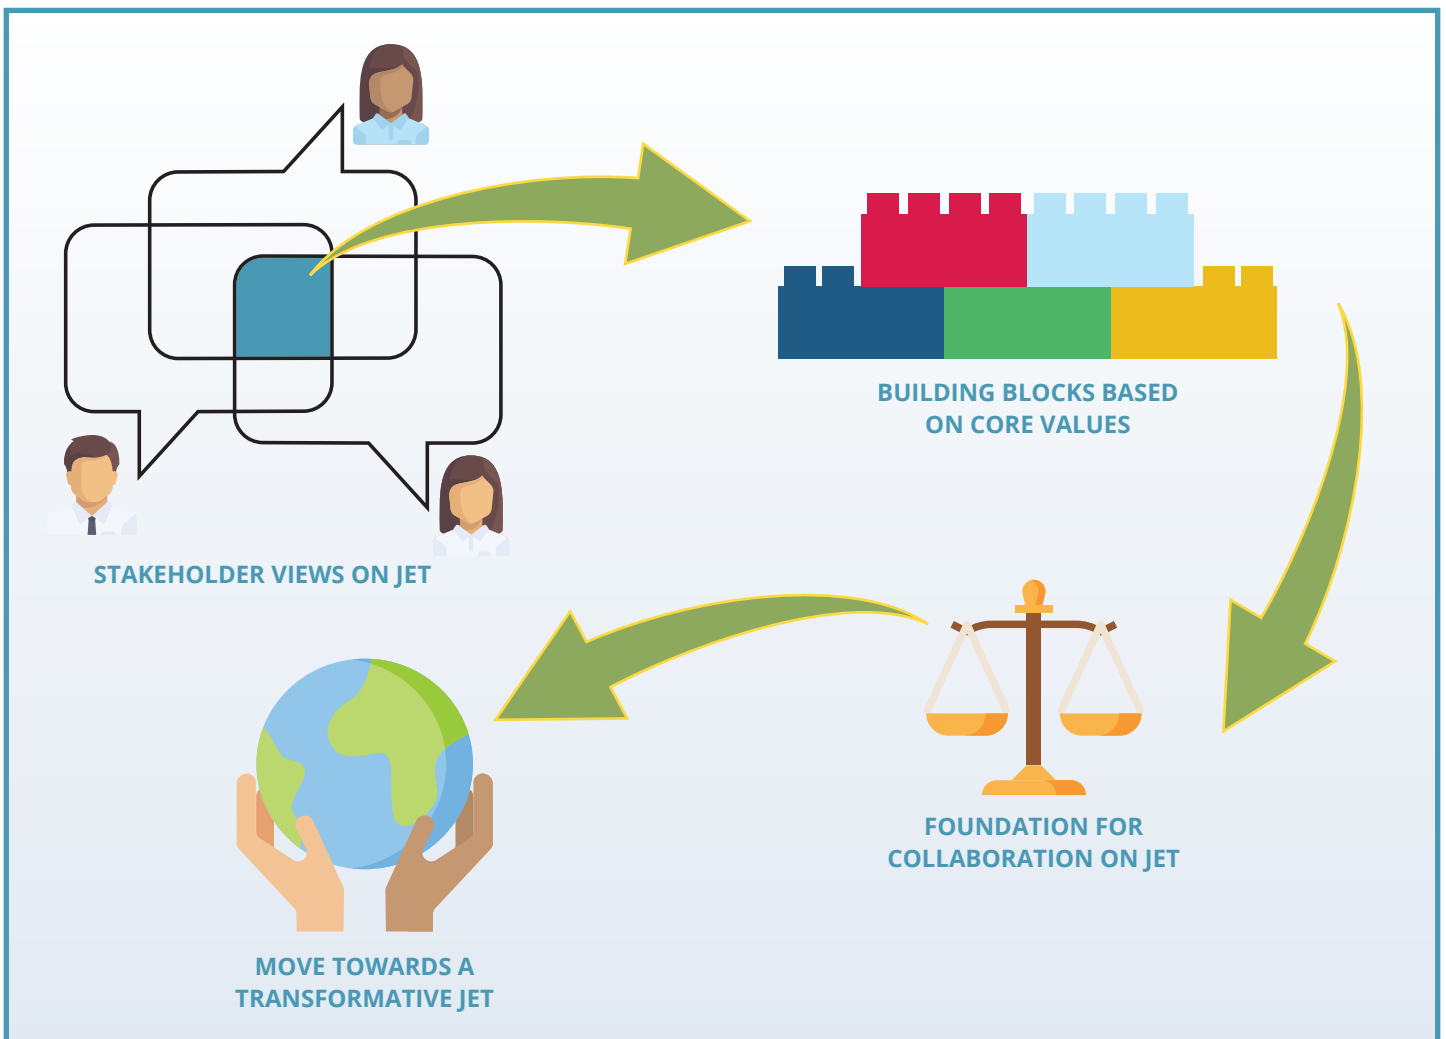 STAKEHOLDER VIEWS ON JET
BUILDING BLOCKS BASED
ON CORE VALUES
FOUNDATION FOR
COLLABORATION ON JET
MOVE TOWARDS A
TRANSFORMATIVE JET